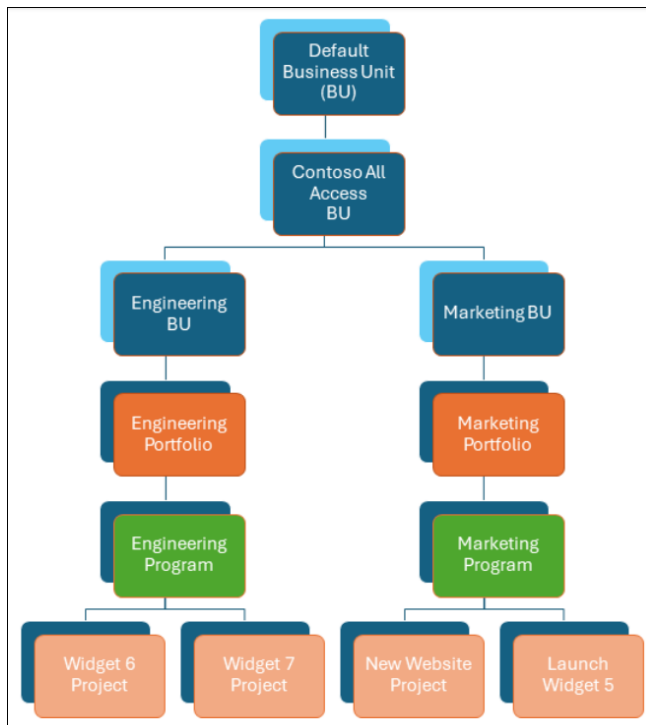 Default
Business Unit
(BU)
Contoso All
Access
BU
Engineering
BU
Marketing BU
Engineering
Portfolio
Marketing
Portfolio
Engineering
Program
Marketing
Program
Widget 6
Project
Widget 7
Project
New Website
Project
Launch
Widget 5